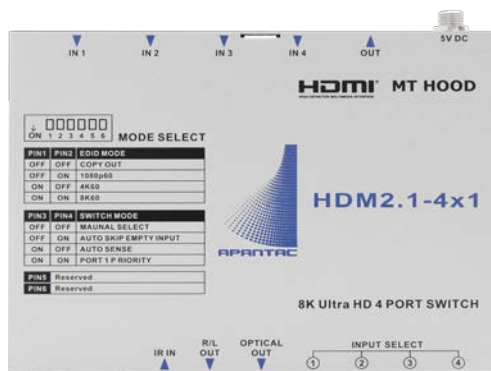 5V DC
IN 1 IN 2 IN 3 IN 4 OUT
HDMI MT HOOD
HIGH-DEFINITION MULTIMEDIA INTERFACE
ON 1 2 3 4 5 6 MODE SELECT
PIN1 PIN2 EDID MODE
OFF OFF COPY OUT
OFF ON 1080p60
ON OFF 4K60
ON ON 8K60
PIN3 PIN4 SWITCH MODE
OFF OFF MAUNAL SELECT
OFF ON AUTO SKIP EMPTY INPUT
ON OFF AUTO SENSE
ON ON PORT 1 P RIORITY
PIN5 Reserved
PIN6 Reserved
APANTAC
HDM2.1-4x1
8K Ultra HD 4 PORT SWITCH
IR IN R/L OUT OPTICAL OUT
INPUT SELECT
1 2 3 4